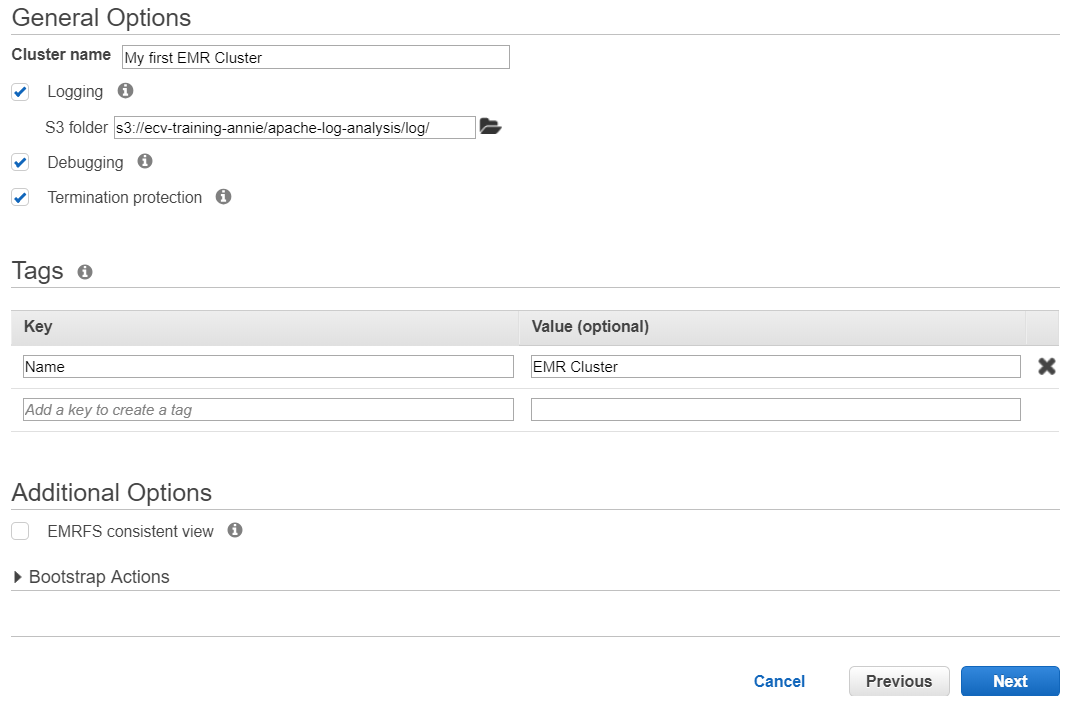 General Options
Cluster name My first EMR Cluster
Logging
S3 folder s3://ecv-training-annie/apache-log-analysis/log/
Debugging
Termination protection
Tags
Key Value (optional)
Name EMR Cluster
Add a key to create a tag
Additional Options
EMRFS consistent view
Bootstrap Actions
Cancel Previous Next